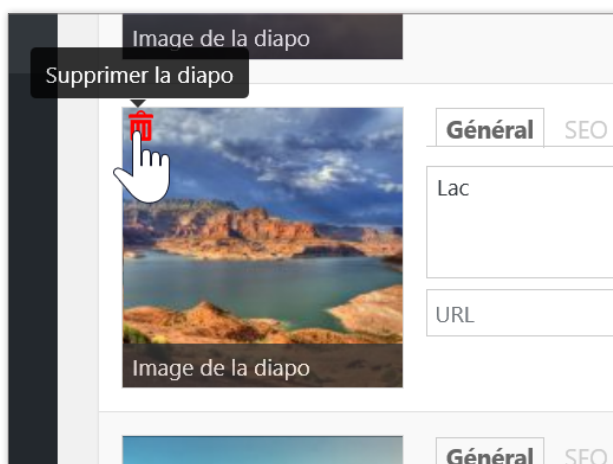 Image de la diapo
Supprimer la diapo
Général SEO
Lac
URL
Image de la diapo
Général SEO